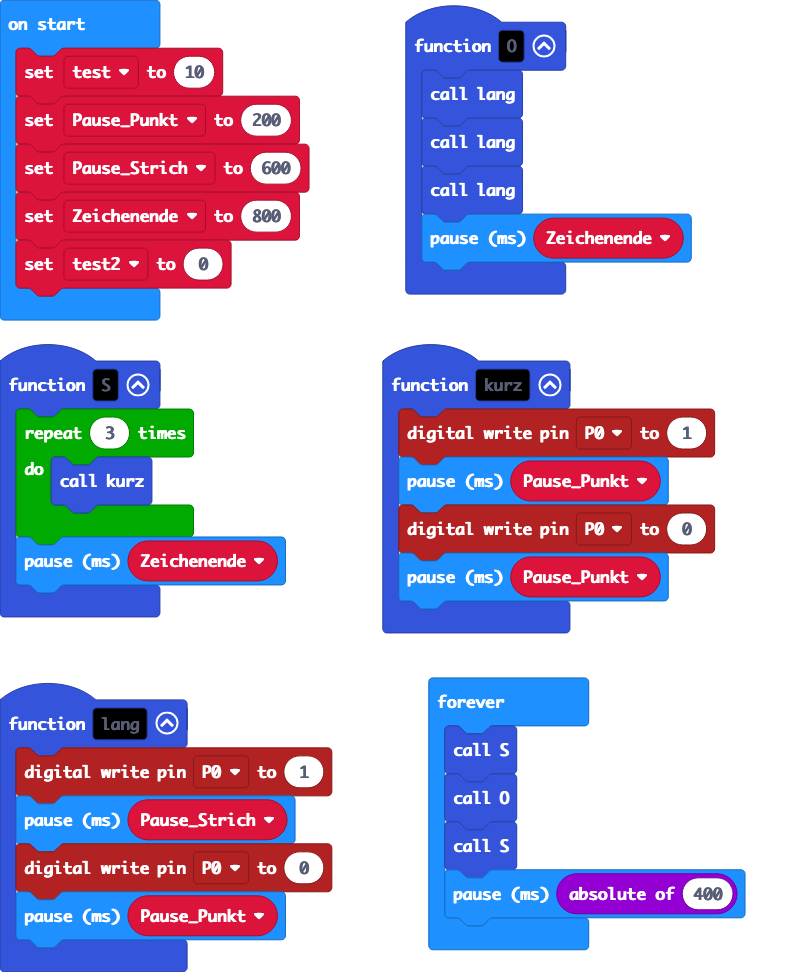 on start
set test to 10
set Pause_Punkt to 200
set Pause_Strich to 600
set Zeichenende to 800
set test2 to 0
function O
call lang
call lang
call lang
pause (ms) Zeichenende
function S
repeat 3 times
do
call kurz
pause (ms) Zeichenende
function kurz
digital write pin P0 to 1
pause (ms) Pause_Punkt
digital write pin P0 to 0
pause (ms) Pause_Punkt
function lang
digital write pin P0 to 1
pause (ms) Pause_Strich
digital write pin P0 to 0
pause (ms) Pause_Punkt
forever
call S
call O
call S
pause (ms) absolute of 400